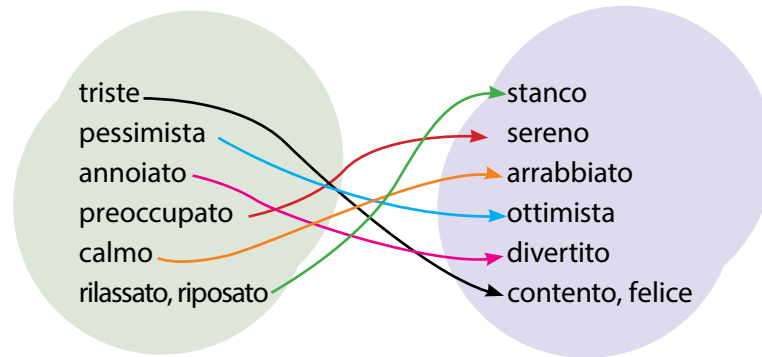 triste
pessimista
annoiato
preoccupato
calmo
rilassato, riposato
stanco
sereno
arrabbiato
ottimista
divertito
contento, felice